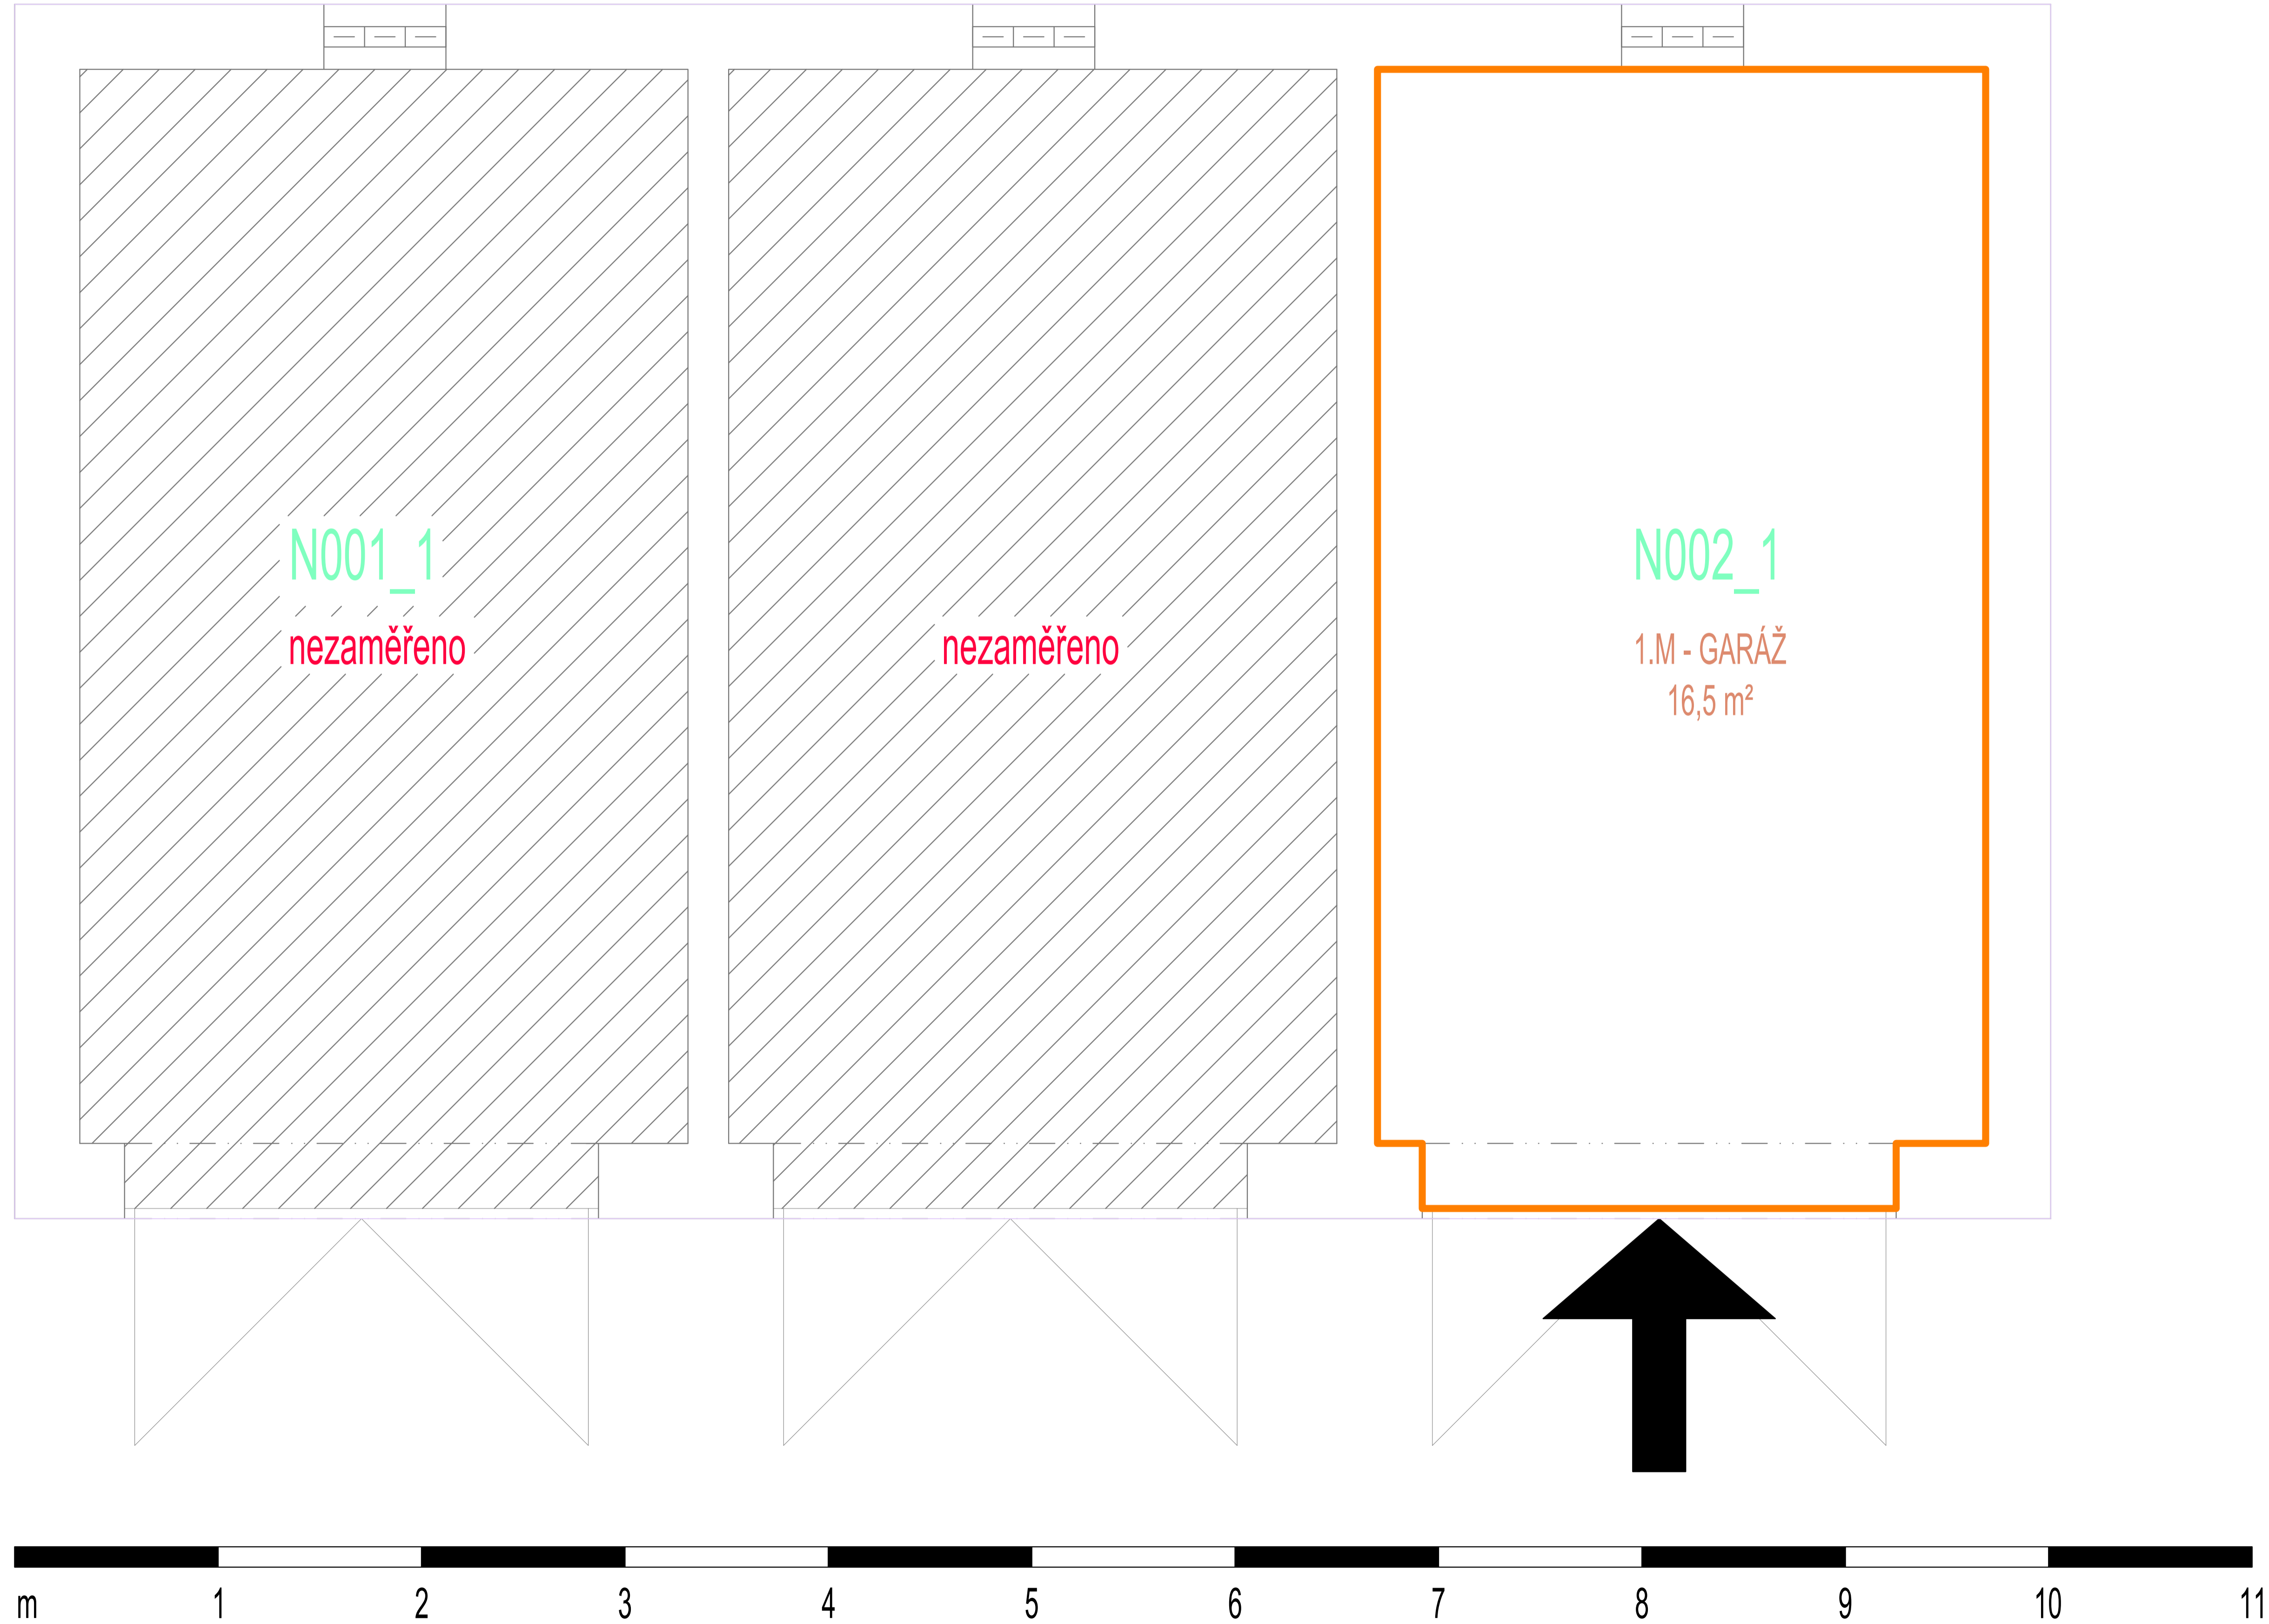 N001_1
nezaměřeno
nezaměřeno
N002_1
1.M - GARÁŽ
16,5 m²
m 1 2 3 4 5 6 7 8 9 10 11